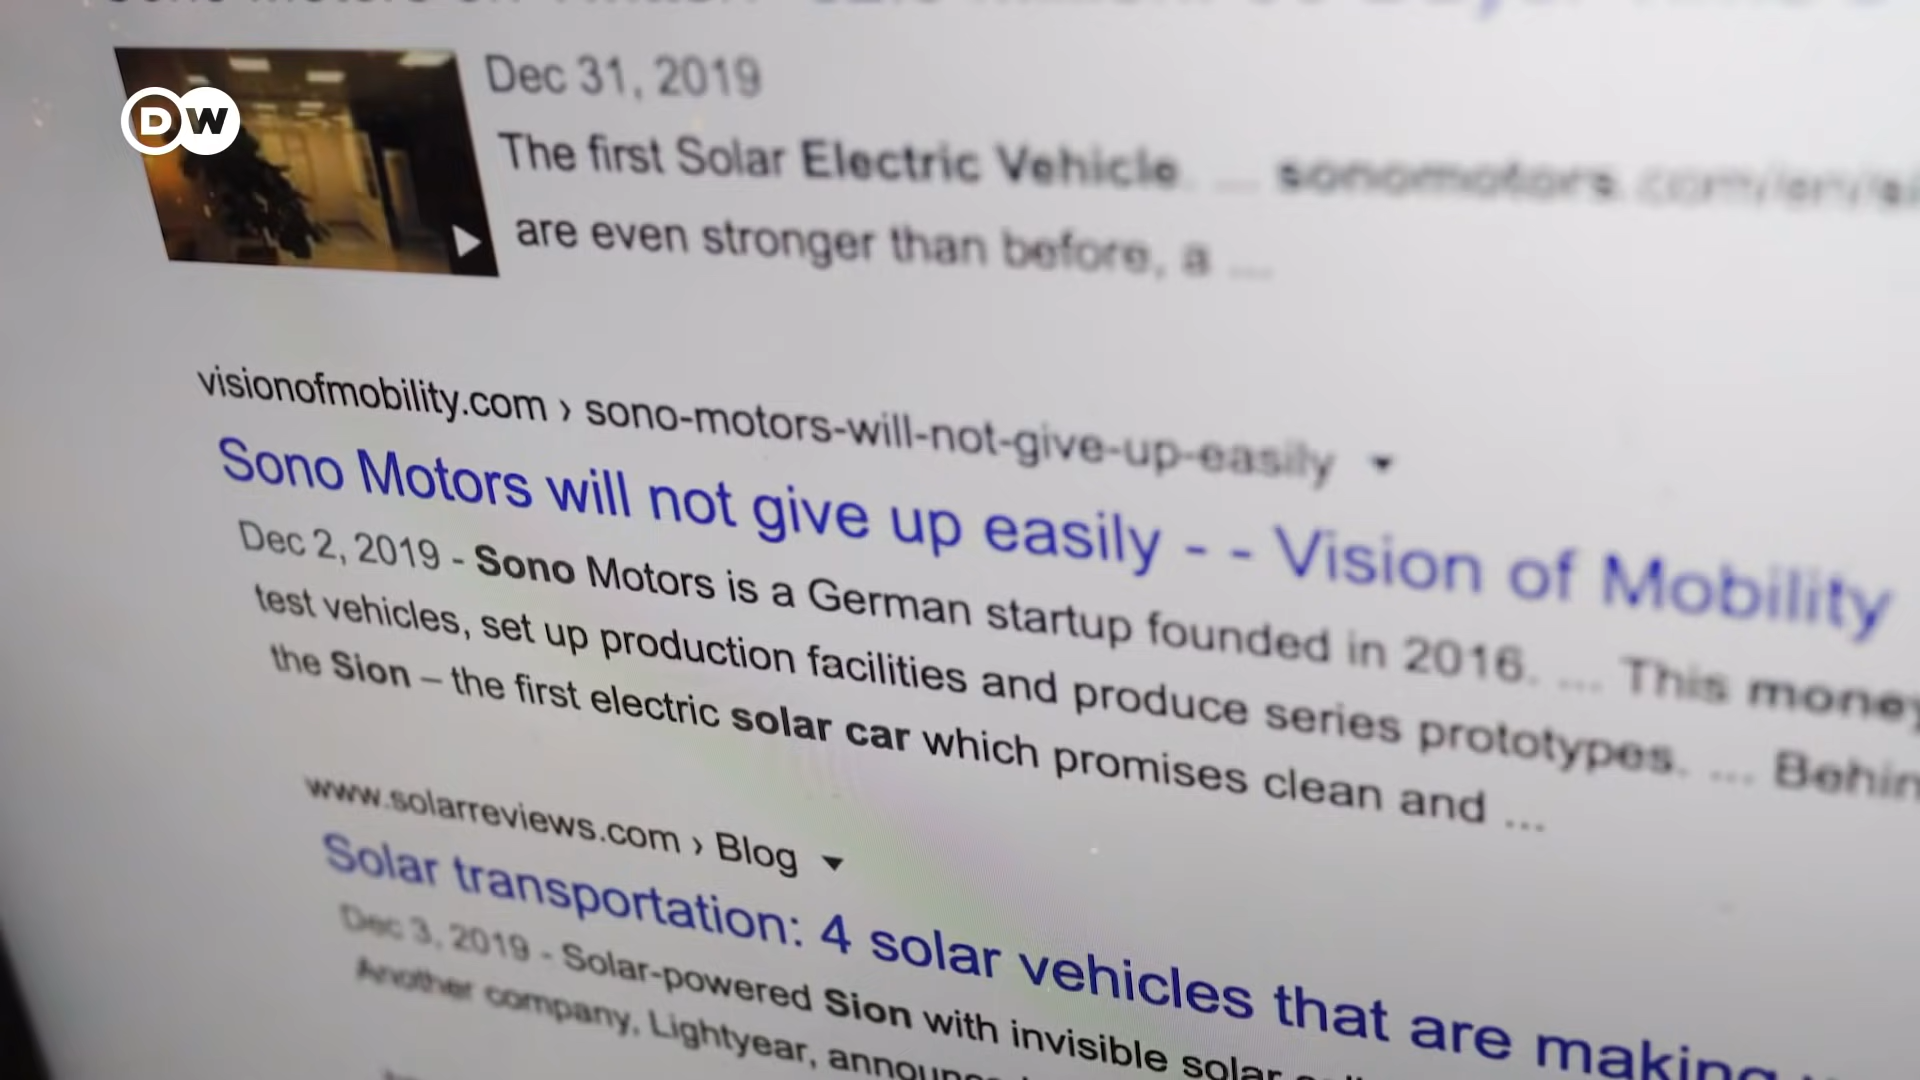 DW
Dec 31, 2019
The first Solar Electric Vehicle. ... sonomotors.com/en/si
are even stronger than before, a ...
visionofmobility.com › sono-motors-will-not-give-up-easily
Sono Motors will not give up easily - - Vision of Mobility
Dec 2, 2019 - Sono Motors is a German startup founded in 2016. ... This money
test vehicles, set up production facilities and produce series prototypes. ... Behin
the Sion – the first electric solar car which promises clean and ...
www.solarreviews.com › Blog
Solar transportation: 4 solar vehicles that are making
Dec 3, 2019 - Solar-powered Sion with invisible solar
Another company, Lightyear, announc